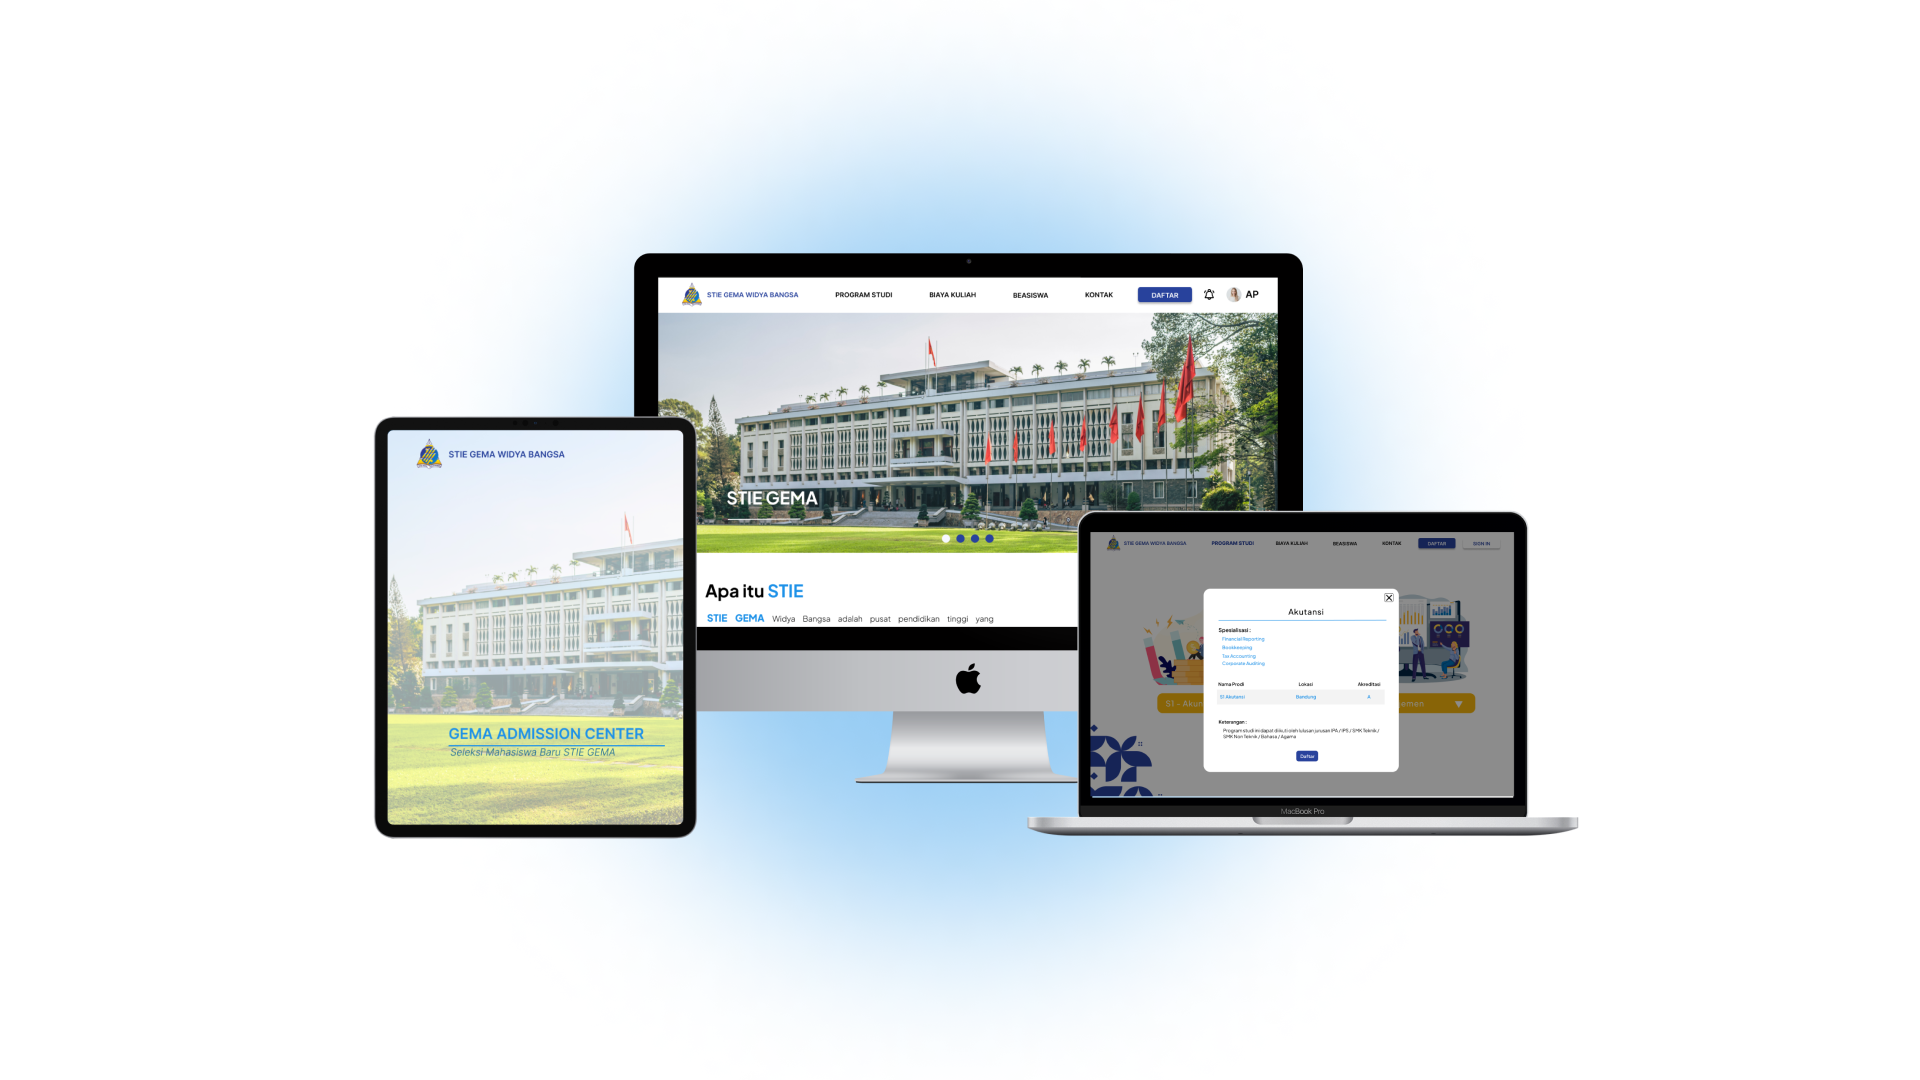 STIE GEMA WIDYA BANGSA PROGRAM STUDI BIAYA KULIAH BEASISWA KONTAK DAFTAR AP
STIE GEMA
Apa itu STIE
STIE GEMA Widya Bangsa adalah pusat pendidikan tinggi yang
STIE GEMA WIDYA BANGSA
GEMA ADMISSION CENTER
Seleksi Mahasiswa Baru STIE GEMA
STIE GEMA WIDYA BANGSA PROGRAM STUDI BIAYA KULIAH BEASISWA KONTAK DAFTAR SIGN IN
Akutansi
Spesialisasi :
Financial Reporting
Bookkeeping
Tax Accounting
Corporate Auditing
Nama Prodi Lokasi Akreditasi
S1 Akutansi Bandung A
S1 - Akun
emen
Keterangan :
Program studi ini dapat diikuti oleh lulusan jurusan IPA / IPS / SMK Teknik /
SMK Non Teknik / Bahasa / Agama
Daftar
MacBook Pro